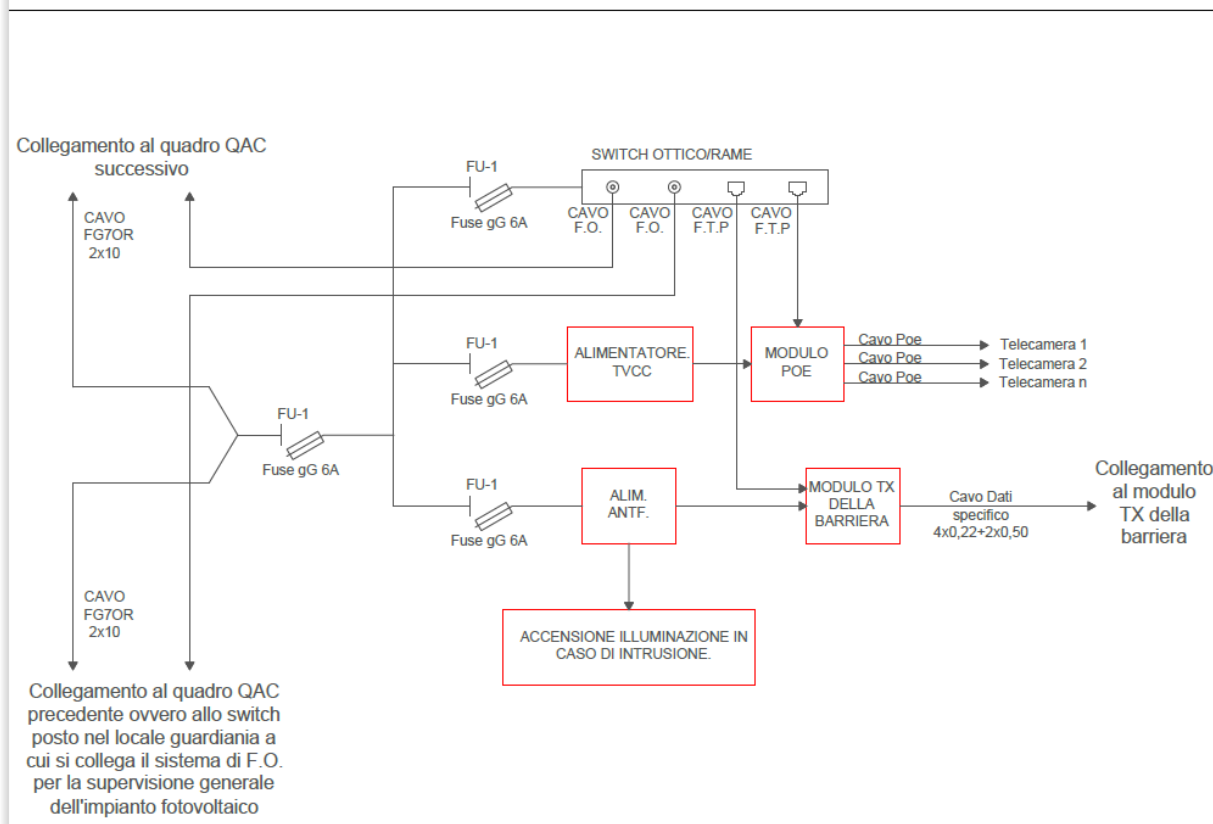 Collegamento al quadro QAC
successivo
CAVO
FG7OR
2x10
FU-1
Fuse gG 6A
SWITCH OTTICO/RAME
CAVO
F.O.
CAVO
F.O.
CAVO
F.T.P
CAVO
F.T.P
FU-1
Fuse gG 6A
ALIMENTATORE.
TVCC
MODULO
POE
Cavo Poe
Telecamera 1
Cavo Poe
Telecamera 2
Cavo Poe
Telecamera n
FU-1
Fuse gG 6A
FU-1
Fuse gG 6A
ALIM.
ANTF.
MODULO TX
DELLA
BARRIERA
Cavo Dati
specifico
4x0,22+2x0,50
Collegamento
al modulo
TX della
barriera
ACCENSIONE ILLUMINAZIONE IN
CASO DI INTRUSIONE.
CAVO
FG7OR
2x10
Collegamento al quadro QAC
precedente ovvero allo switch
posto nel locale guardiania a
cui si collega il sistema di F.O.
per la supervisione generale
dell'impianto fotovoltaico